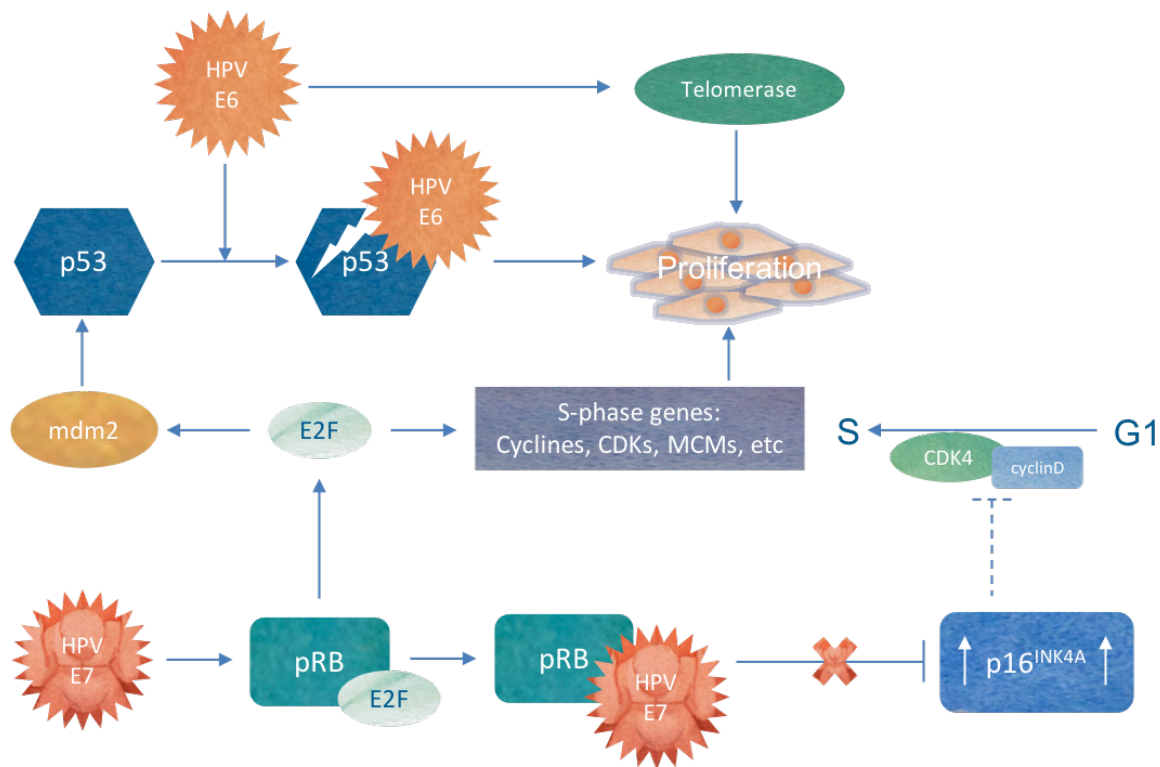 HPV
E6
Telomerase
HPV
E6
p53
p53
Proliferation
mdm2
E2F
S-phase genes:
Cyclines, CDKs, MCMs, etc
S
G1
CDK4
cyclinD
HPV
E7
pRB
E2F
pRB
HPV
E7
p16INK4A